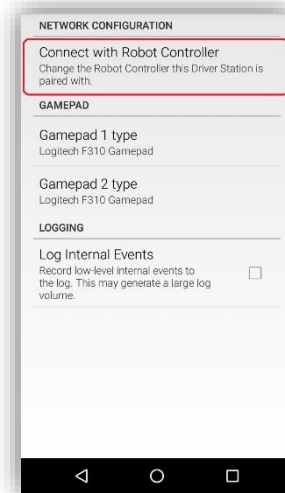 NETWORK CONFIGURATION
Connect with Robot Controller
Change the Robot Controller this Driver Station is
paired with.
GAMEPAD
Gamepad 1 type
Logitech F310 Gamepad
Gamepad 2 type
Logitech F310 Gamepad
LOGGING
Log Internal Events
Record low-level internal events to
the log. This may generate a large log
volume.